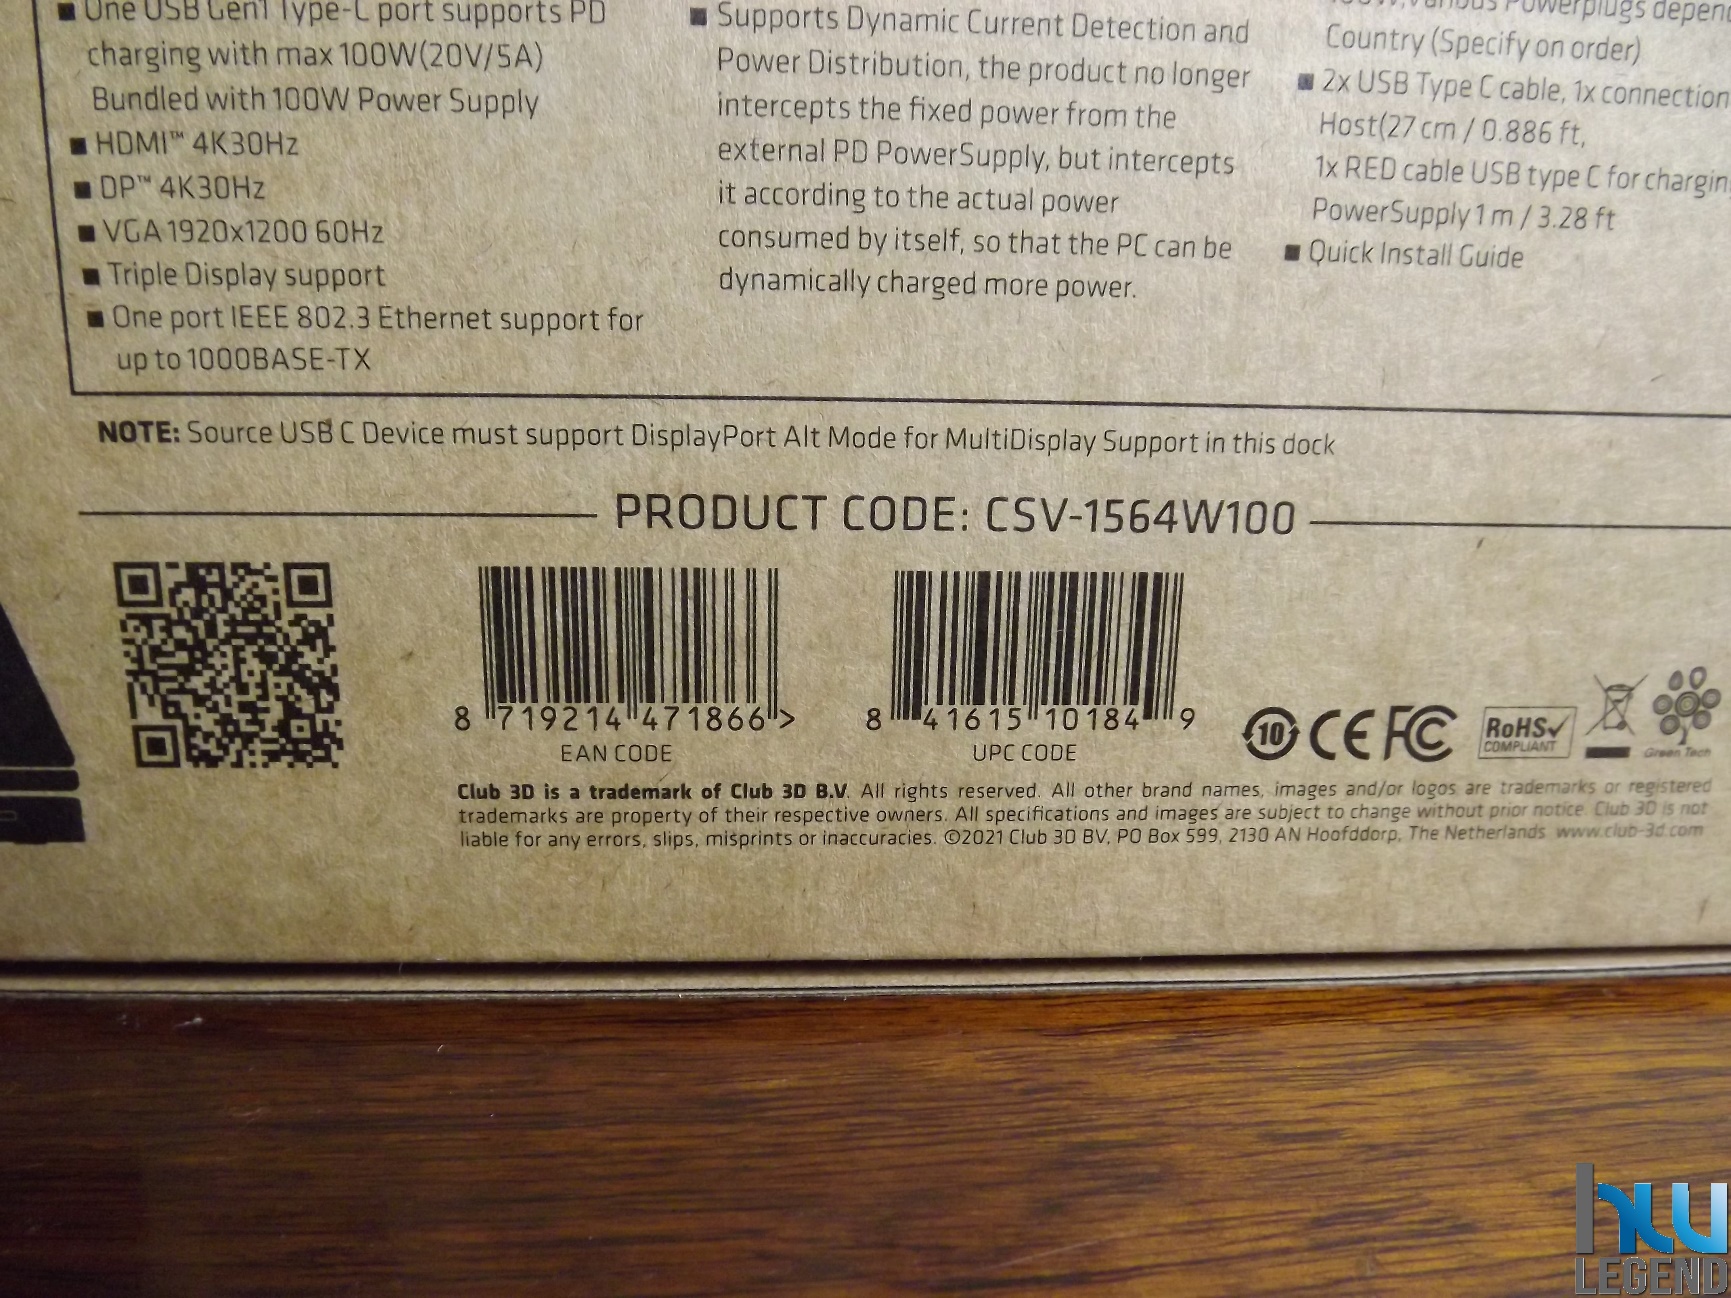 One USB Gen1 Type-C port supports PD
charging with max 100W(20V/5A)
Bundled with 100W Power Supply
HDMI™ 4K30Hz
DP™ 4K30Hz
VGA 1920x1200 60Hz
Triple Display support
One port IEEE 802.3 Ethernet support for
up to 1000BASE-TX
Supports Dynamic Current Detection and
Power Distribution, the product no longer
intercepts the fixed power from the
external PD PowerSupply, but intercepts
it according to the actual power
consumed by itself, so that the PC can be
dynamically charged more power.
Powerplugs
Country (Specify on order)
2x USB Type C cable, 1x connection
Host(27 cm / 0.886 ft,
1x RED cable USB type C for
PowerSupply 1 m / 3.28 ft
Quick Install Guide
NOTE: Source USB C Device must support DisplayPort Alt Mode for MultiDisplay Support in this dock
PRODUCT CODE: CSV-1564W100
8 719214 471866 >
EAN CODE
8 41615 10184 9
UPC CODE
10 CE FC
RoHS
COMPLIANT
Green Tech
Club 3D is a trademark of Club 3D B.V. All rights reserved. All other brand names, images and/or logos are trademarks or registered
trademarks are property of their respective owners. All specifications and images are subject to change without prior notice. Club 3D is not
liable for any errors, slips, misprints or inaccuracies. ©2021 Club 3D BV, PO Box 599, 2130 AN Hoofddorp, The Netherlands www.club-3d.com
LEGEND